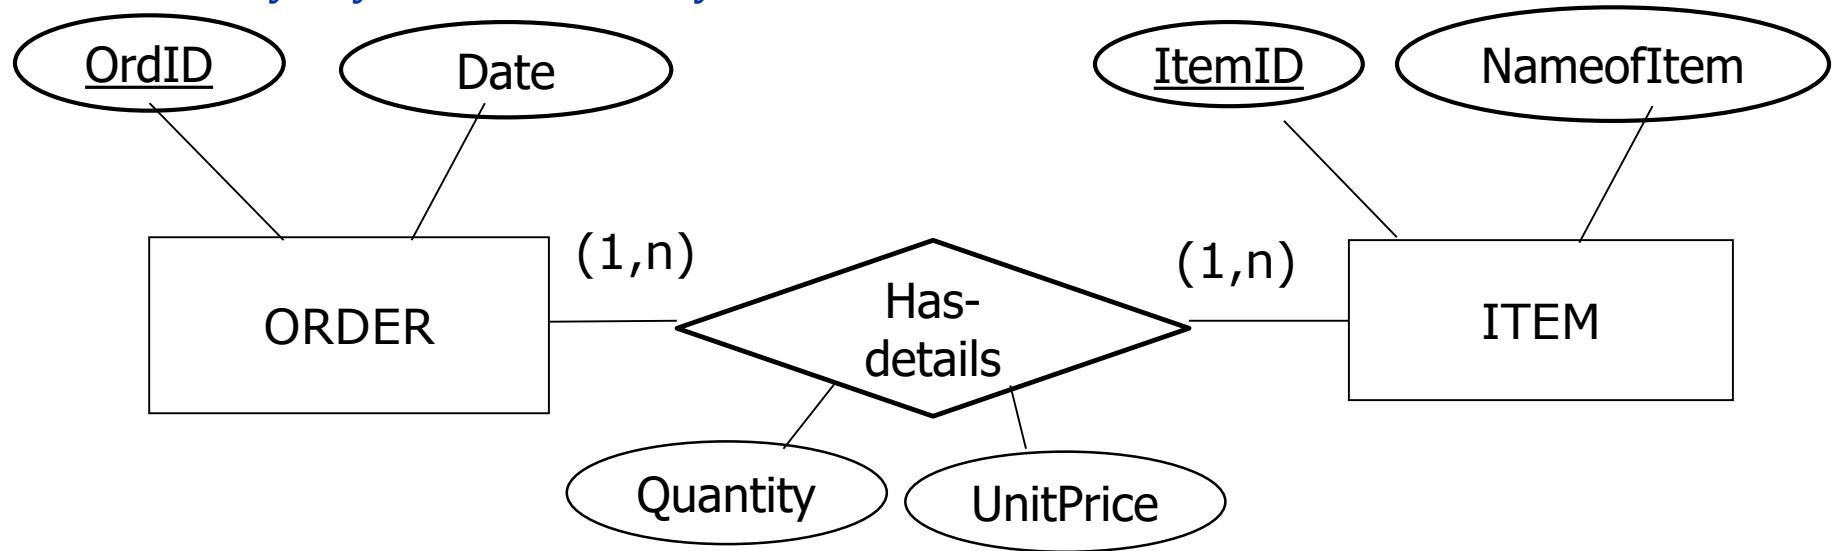 OrdID
Date
ItemID
NameofItem
(1,n)
(1,n)
ORDER
Has-
details
ITEM
Quantity
UnitPrice